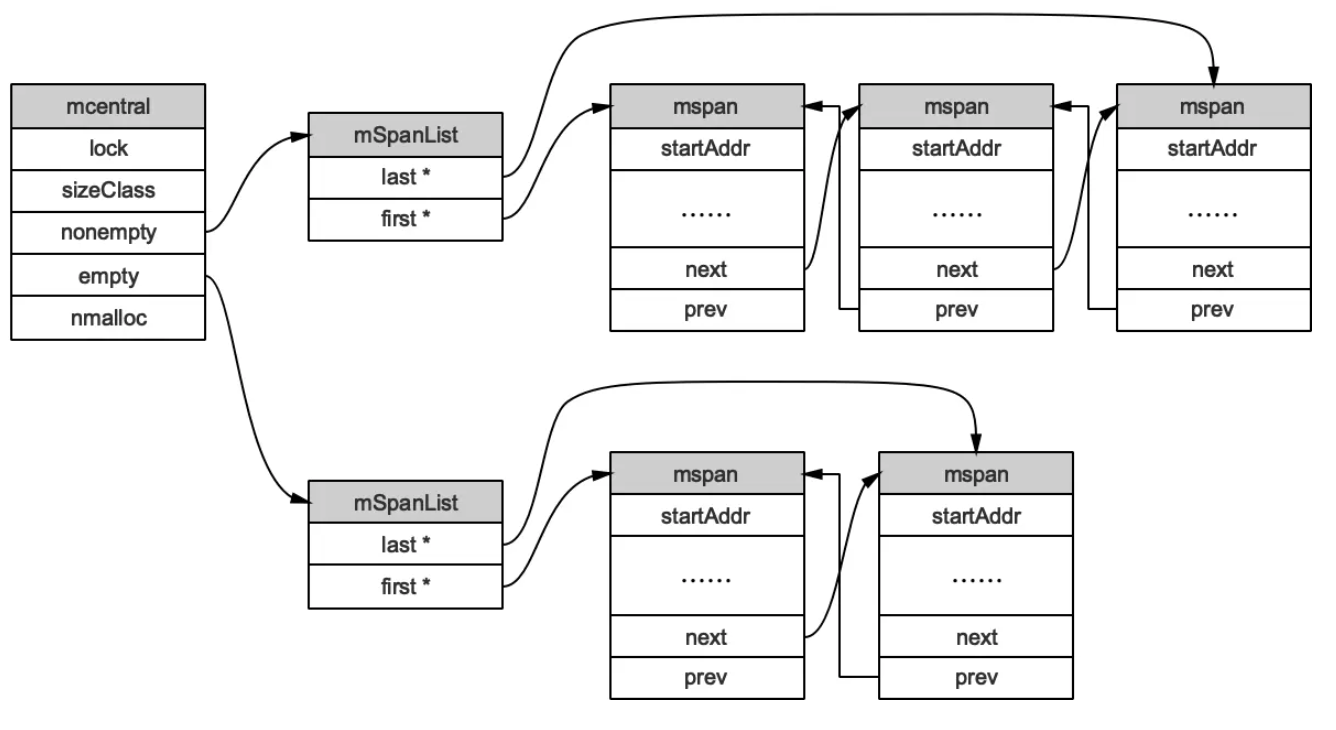 mcentral
lock
sizeClass
nonempty
empty
nmalloc
mSpanList
last *
first *
mspan
startAddr
......
next
prev
mspan
startAddr
......
next
prev
mspan
startAddr
......
next
prev
mSpanList
last *
first *
mspan
startAddr
......
next
prev
mspan
startAddr
......
next
prev